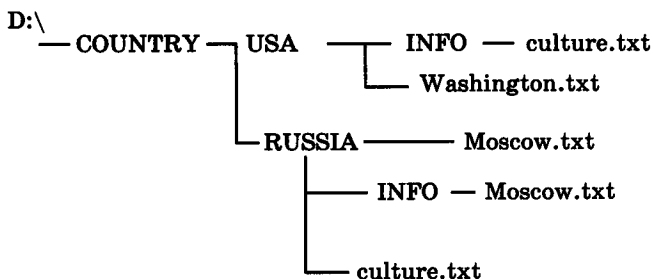 D:\
COUNTRY USA INFO culture.txt
Washington.txt
RUSSIA Moscow.txt
INFO Moscow.txt
culture.txt